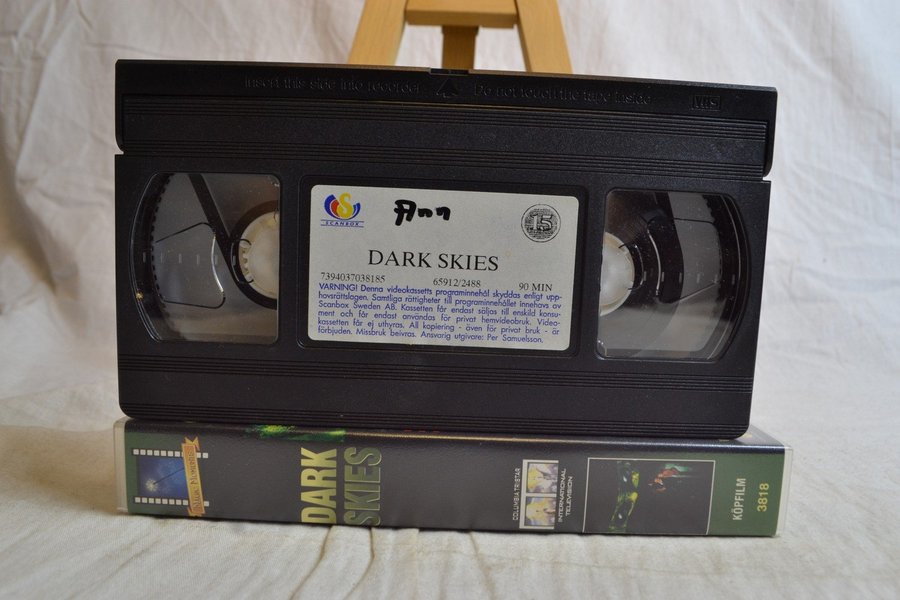 Insert this side into recorder Do not touch the tape inside VHS
Ann
SCANBOX
15
DARK SKIES
7394037038185 65912/2488 90 MIN
VARNING! Denna videokassetts programinnehål skyddas enligt upp-
hovsrättslagen. Samtliga rättigheter till programinnehållet innehavs av
Scanbox Sweden AB. Kassetten får endast säljas till enskild konsu-
ment och får endast användas för privat hemvideobruk. Video-
kassetten får ej uthyras. All kopiering - även för privat bruk - är
förbjuden. Missbruk beivras. Ansvarig utgivare: Per Samuelsson.
DARK
SKIES
COLUMBIA TRISTAR
INTERNATIONAL
TELEVISION
KÖPFILM
3818